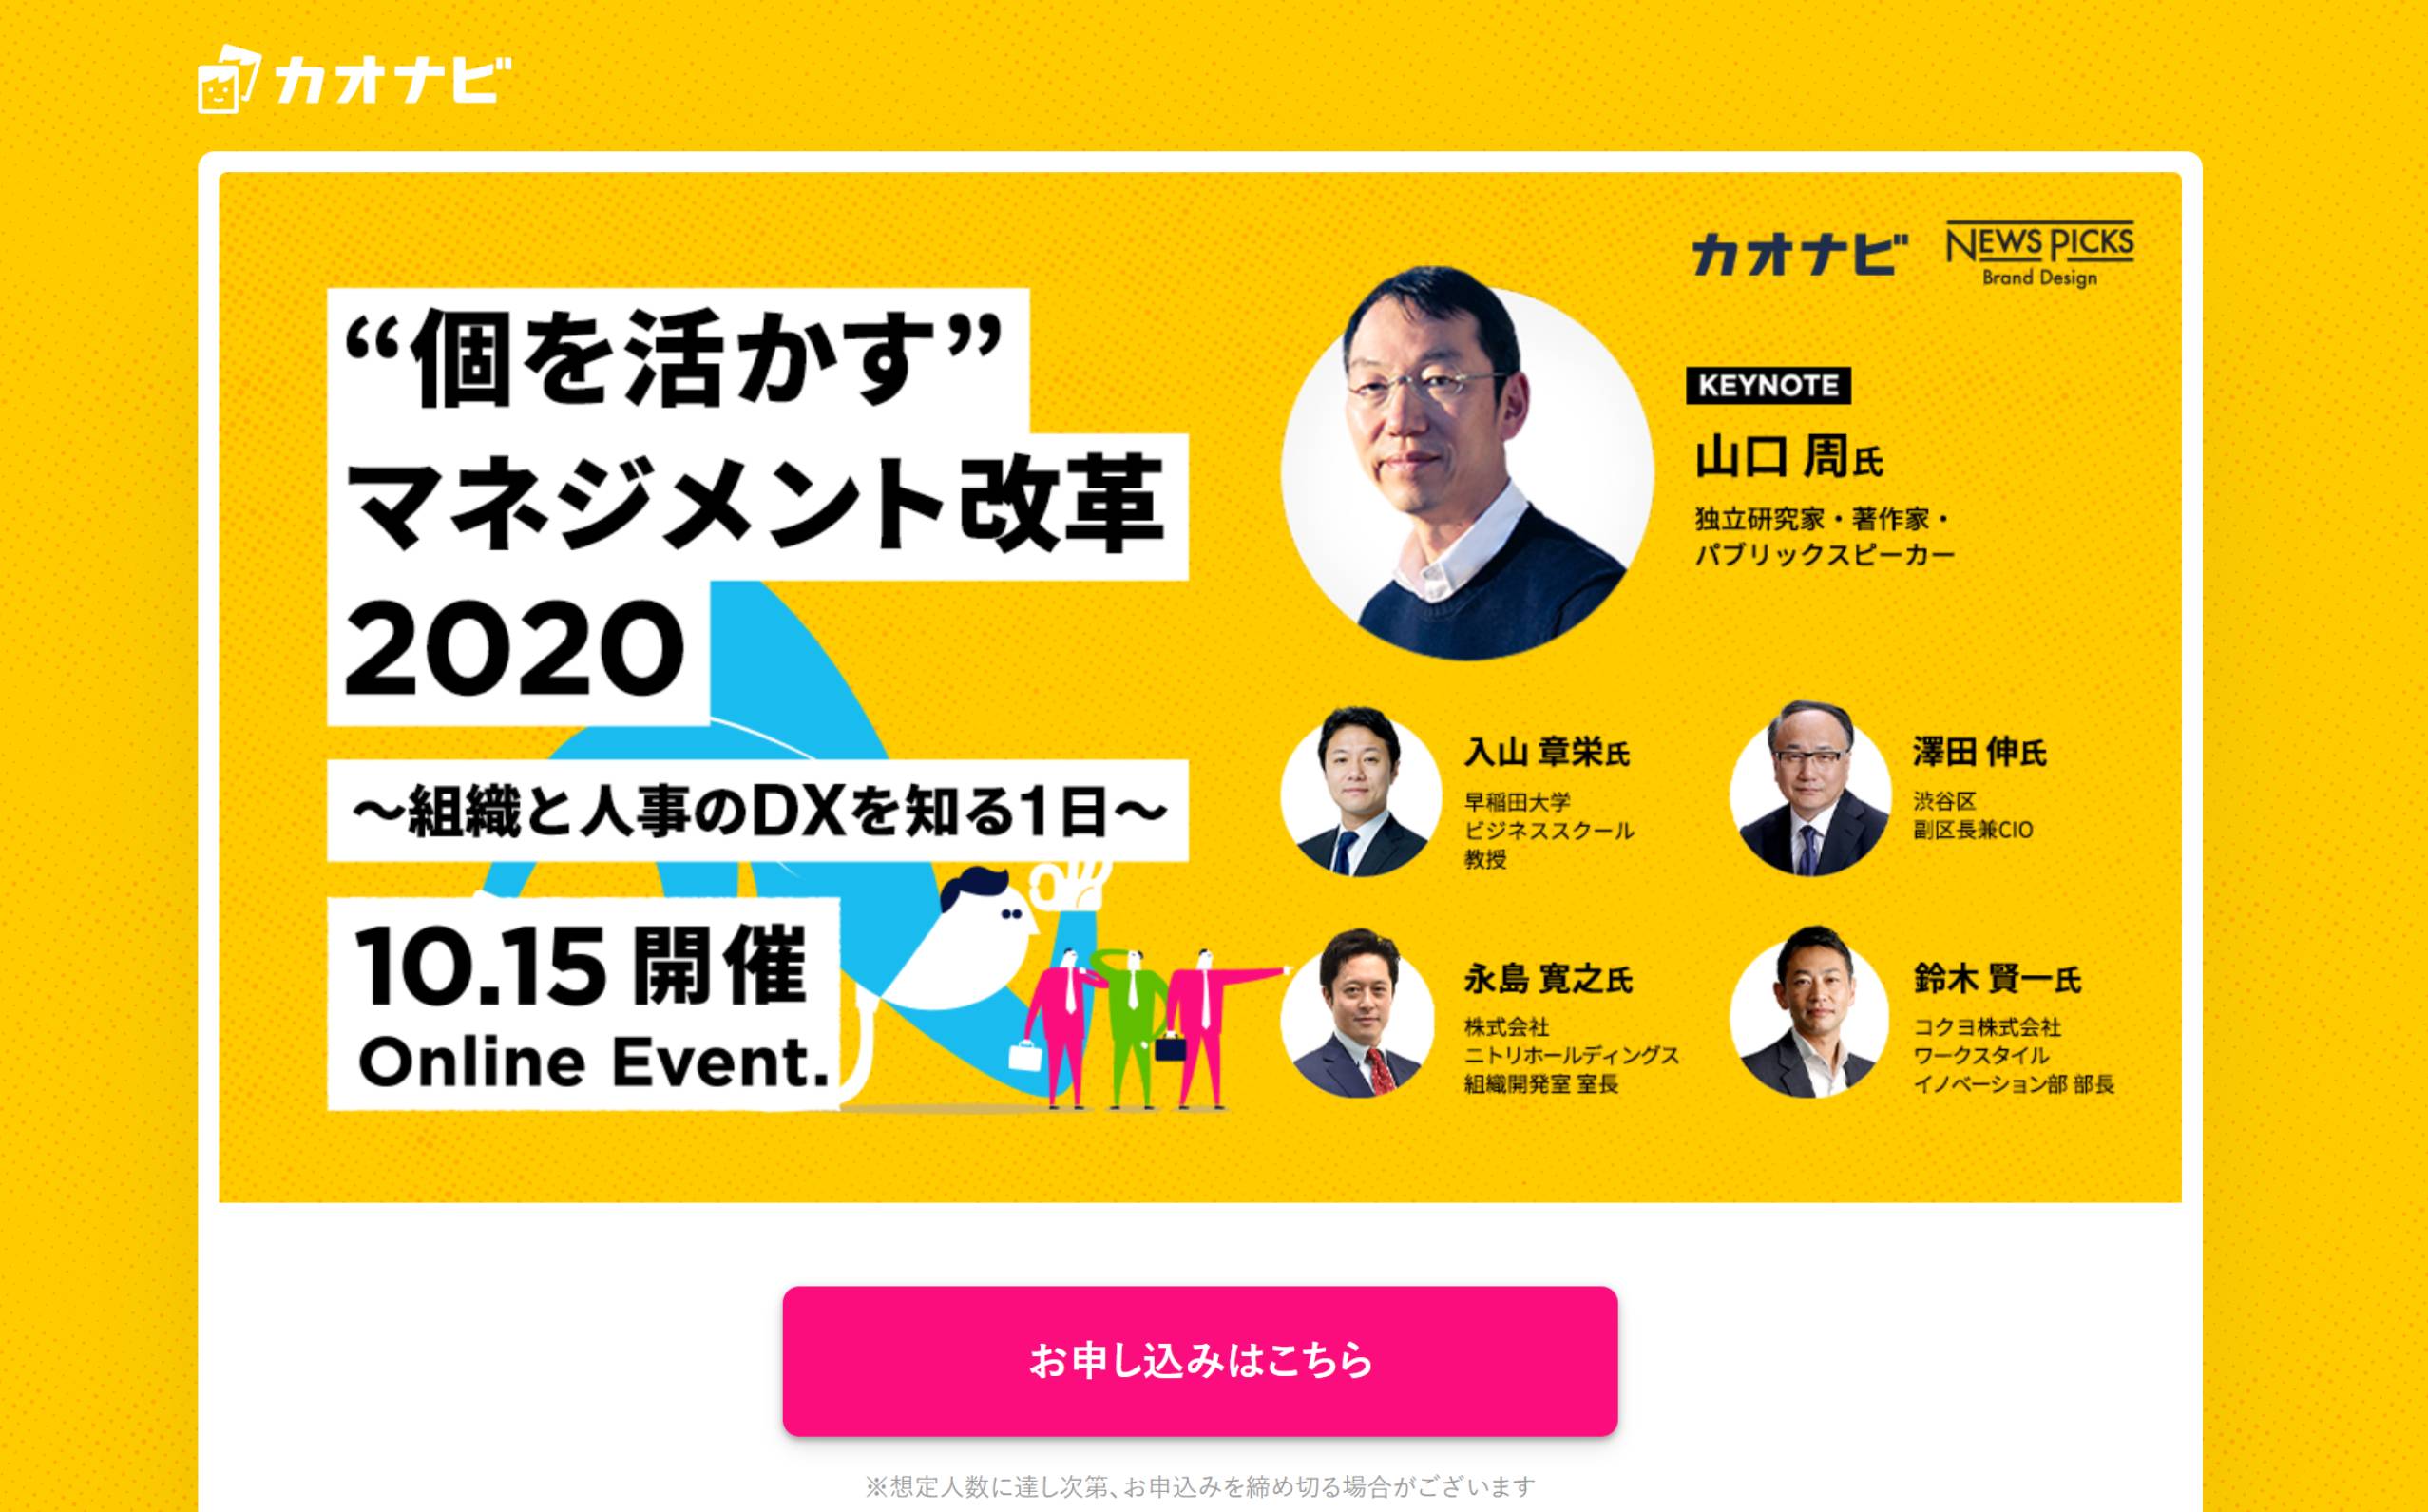 カオナビ
カオナビ
NEWS PICKS
Brand Design
“個を活かす”
マネジメント改革
2020
〜組織と人事のDXを知る1日〜
10.15 開催
Online Event.
KEYNOTE
山口 周氏
独立研究家・著作家・
パブリックスピーカー
入山 章栄氏
早稲田大学
ビジネススクール
教授
澤田 伸氏
渋谷区
副区長兼CIO
永島 寛之氏
株式会社
ニトリホールディングス
組織開発室 室長
鈴木 賢一氏
コクヨ株式会社
ワークスタイル
イノベーション部 部長
お申し込みはこちら
※想定人数に達し次第、お申込みを締め切る場合がございます